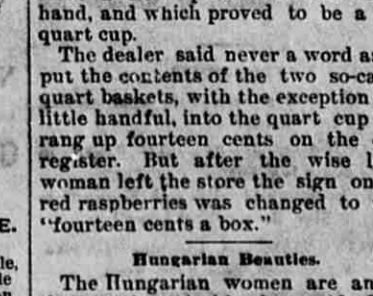 hand, and which proved to be a
quart cup.
The dealer said never a word as
put the contents of the two so-ca
quart baskets, with the exception
little handful, into the quart cup
rang up fourteen cents on the
register. But after the wise l
woman left the store the sign on
red raspberries was changed to
"fourteen cents a box."
Hungarian Beauties.
The Hungarian women are an
E.
le,
le